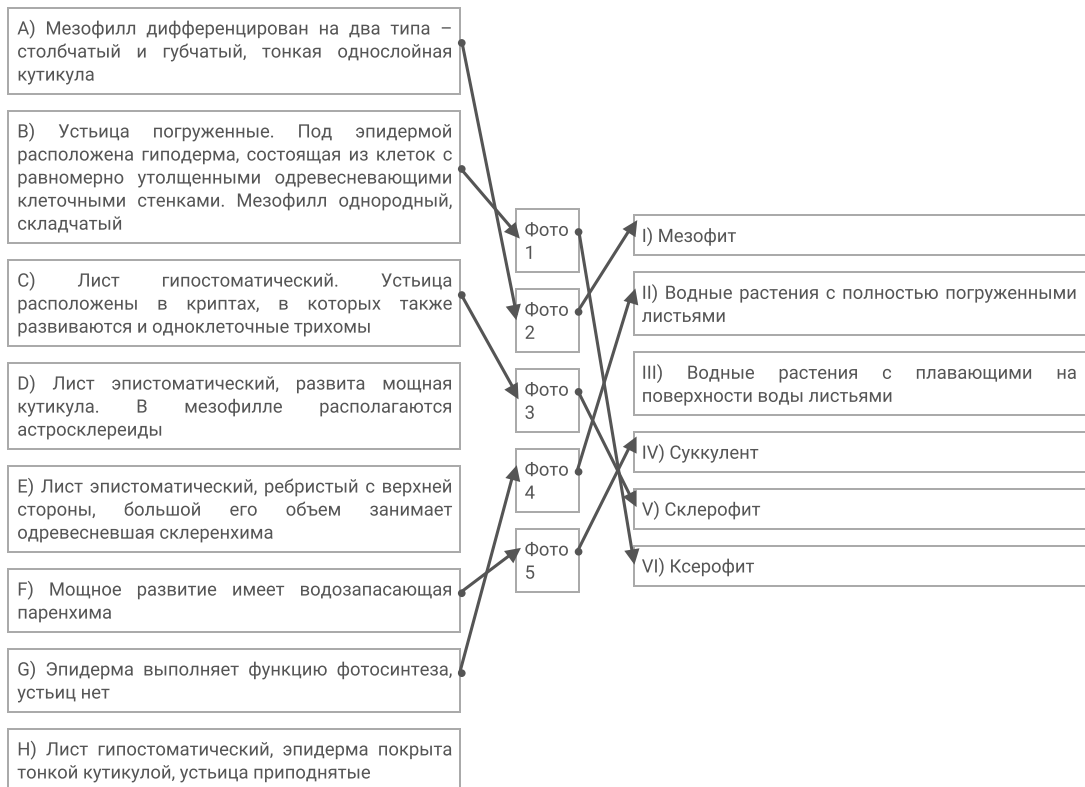 A) Мезофилл дифференцирован на два типа –
столбчатый и губчатый, тонкая однослойная
кутикула
B) Устьица погруженные. Под эпидермой
расположена гиподерма, состоящая из клеток с
равномерно утолщенными одревесневающими
клеточными стенками. Мезофилл однородный,
складчатый
C) Лист гипостоматический. Устьица
расположены в криптах, в которых также
развиваются и одноклеточные трихомы
D) Лист эпистоматический, развита мощная
кутикула. В мезофилле располагаются
астросклереиды
E) Лист эпистоматический, ребристый с верхней
стороны, большой его объем занимает
одревесневшая склеренхима
F) Мощное развитие имеет водозапасающая
паренхима
G) Эпидерма выполняет функцию фотосинтеза,
устьиц нет
H) Лист гипостоматический, эпидерма покрыта
тонкой кутикулой, устьица приподнятые
Фото
1
Фото
2
Фото
3
Фото
4
Фото
5
I) Мезофит
II) Водные растения с полностью погруженными
листьями
III) Водные растения с плавающими на
поверхности воды листьями
IV) Суккулент
V) Склерофит
VI) Ксерофит